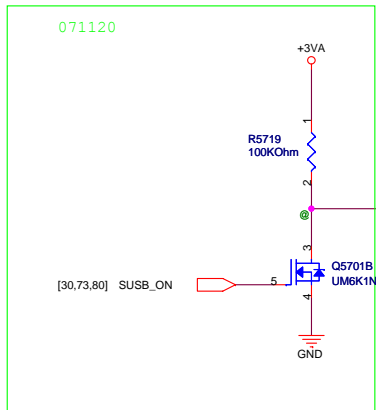 071120
+3VA
1
R5719
100KOhm
2
@
3
Q5701B
5
UM6K1N
[30,73,80] SUSB_ON
4
GND